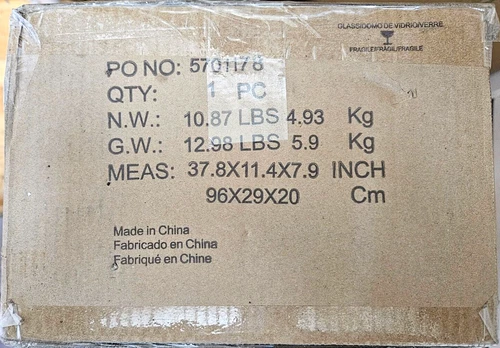 GLASS/DOMO DE VIDRIO/VERRE
FRAGILE/FRAGIL/FRAGILE
PO NO: 5701178
QTY: 1 PC
N.W.: 10.87 LBS 4.93 Kg
G.W.: 12.98 LBS 5.9 Kg
MEAS: 37.8X11.4X7.9 INCH
96X29X20 Cm
Made in China
Fabricado en China
Fabriqué en Chine